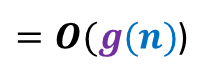 = O(g(n))